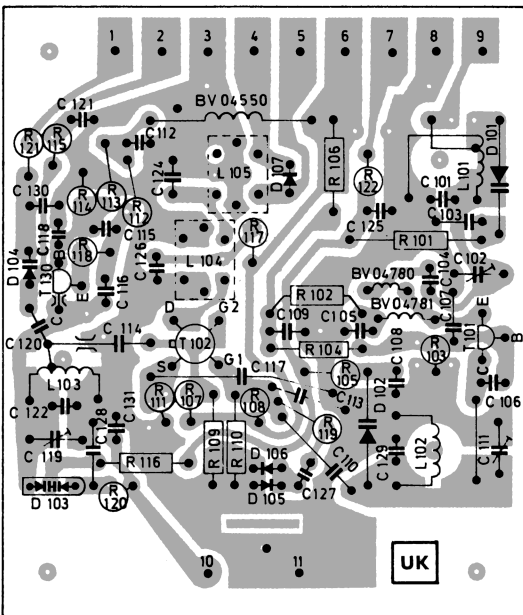 1 2 3 4 5 6 7 8 9
C 121
BV 04550
R 121
R 115
C 112
D 107
R 106
D 101
L 105
L 101
C 124
R 122
C 101
C 130
R 114
R 113
R 112
C 103
C 118
C 115
R 117
C 125
R 101
B
R 118
C 126
L 104
D 104
T 130
C 102
E
C 116
BV 04780
C 104
R 102
BV 04781
C 107
C
D
G 2
C 109
C 105
E
C 120
C 114
T 102
R 104
C 108
R 103
T 101
B
S
G 1
C 117
R 105
D 102
L 103
C 106
R 111
R 107
R 108
C 113
C 122
C 131
R 119
C 128
R 109
R 110
C 110
C 129
L 102
C 111
C 119
R 116
D 106
D 105
C 127
D 103
R 120
10
11
UK